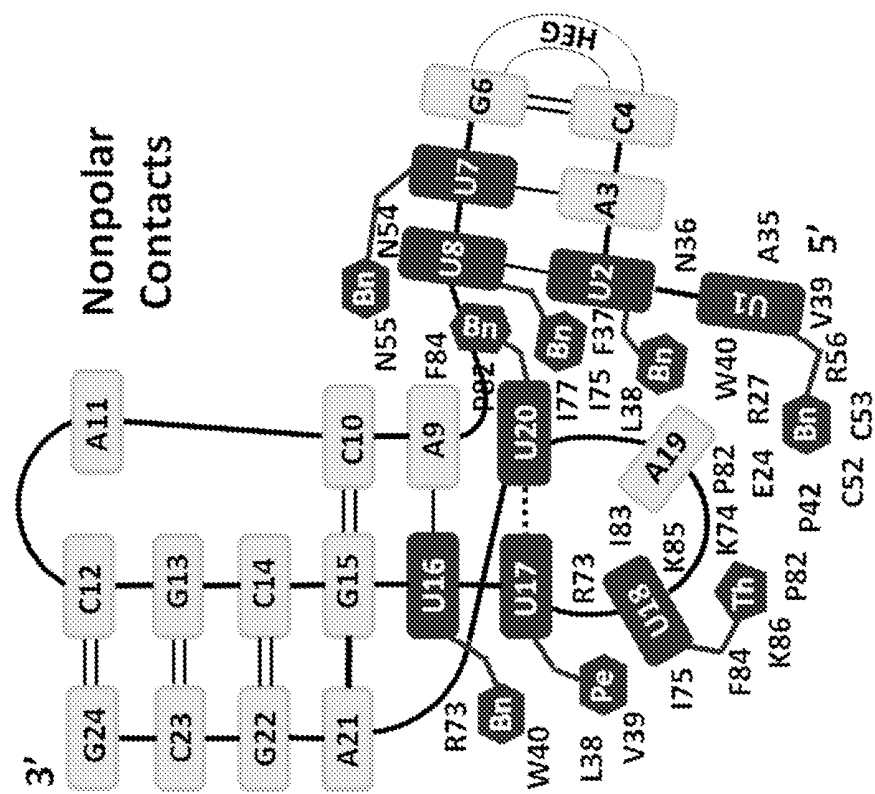 Nonpolar
Contacts
3'
G24
C23
G22
A21
C12
G13
C14
G15
A11
C10
A9
U16
U17
U18
A19
U20
HEG
G6
C4
U7
A3
U8
U2
5'
Bn
N54
N55
F84
Bn
P82
Bn
I77
F37
I75
L38
Bn
N36
A35
V39
W40
R56
R27
Bn
C53
E24
C52
P82
P42
K74
I83
K85
R73
Th
P82
K86
F84
I75
Pe
V39
L38
Bn
R73
W40